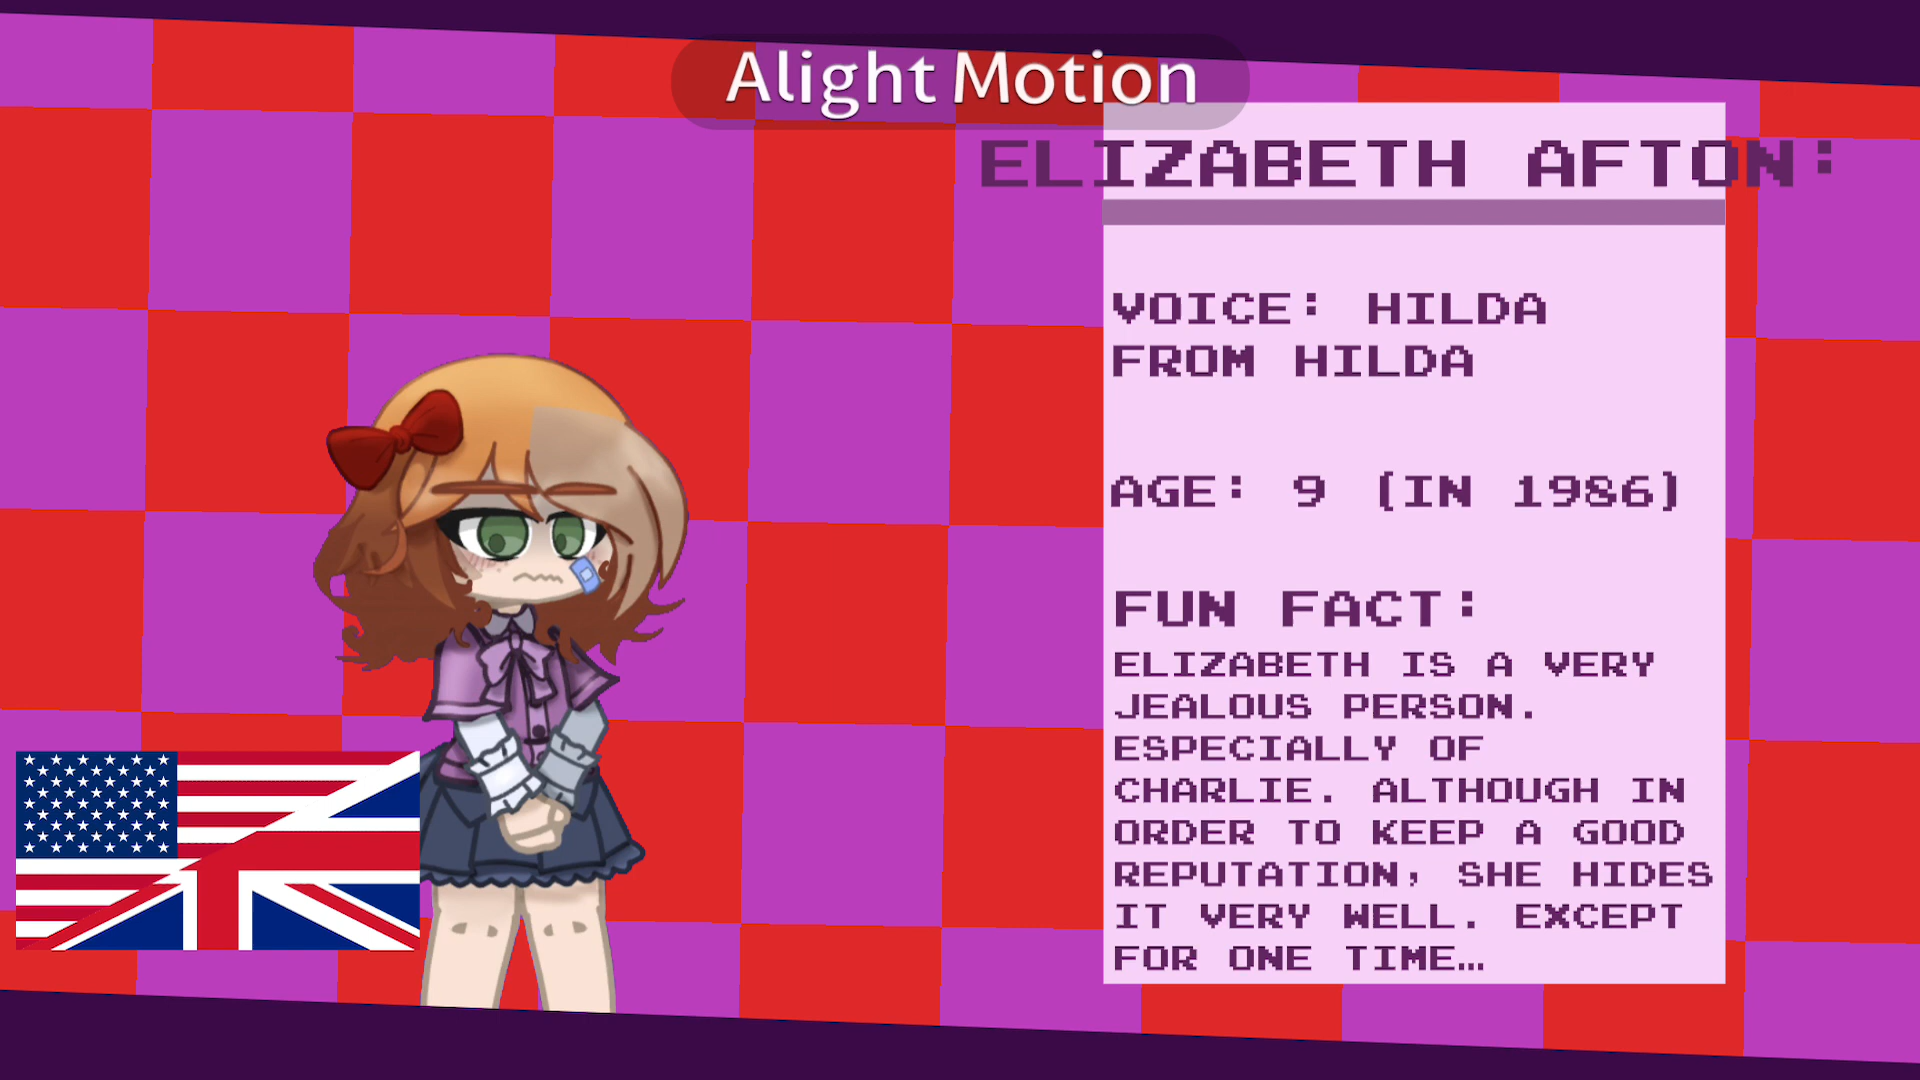 Alight Motion
ELIZABETH AFTON:
VOICE: HILDA
FROM HILDA
AGE: 9 (IN 1986)
FUN FACT:
ELIZABETH IS A VERY
JEALOUS PERSON.
ESPECIALLY OF
CHARLIE. ALTHOUGH IN
ORDER TO KEEP A GOOD
REPUTATION, SHE HIDES
IT VERY WELL. EXCEPT
FOR ONE TIME…